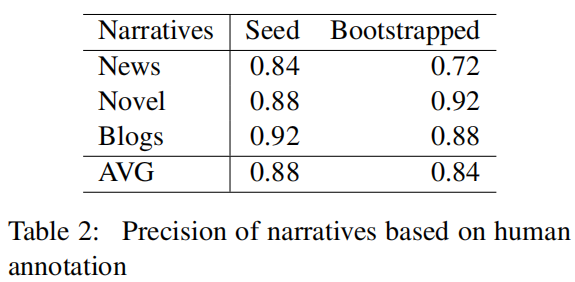 Narratives Seed Bootstrapped
News 0.84 0.72
Novel 0.88 0.92
Blogs 0.92 0.88
AVG 0.88 0.84
Table 2: Precision of narratives based on human
annotation